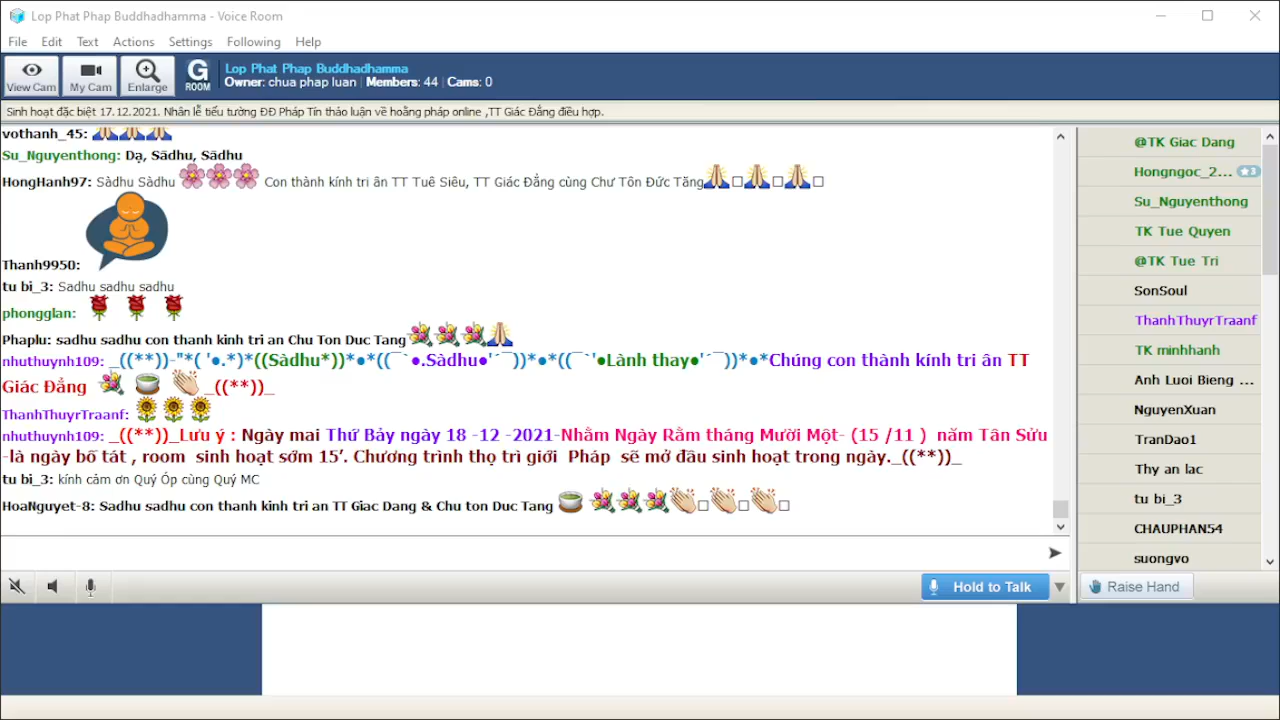 Lop Phat Phap Buddhadhamma - Voice Room
File Edit Text Actions Settings Following Help
View Cam My Cam Enlarge G ROOM
Lop Phat Phap Buddhadhamma
Owner: chua phap luan | Members: 44 | Cams: 0
Sinh hoạt đặc biệt 17.12.2021. Nhân lễ tiểu tường ĐĐ Pháp Tín thảo luận về hoằng pháp online ,TT Giác Đẳng điều hợp.
vothanh_45: 🙏🙏🙏
Su_Nguyenthong: Dạ, Sādhu, Sādhu
HongHanh97: Sàdhu Sàdhu 🌸🌸🌸 Con thành kính tri ân TT Tuê Siêu, TT Giác Đẳng cùng Chư Tôn Đức Tăng🙏□🙏□🙏□
Thanh9950:
tu bi_3: Sadhu sadhu sadhu
phongglan: 🌹 🌹 🌹
Phaplu: sadhu sadhu con thanh kinh tri an Chu Ton Duc Tang💐💐💐🙏
nhuthuynh109: _((**))-"*( '●.*)*((Sàdhu*))*●*((¯`●.Sàdhu●'´¯))*●*((¯`'●Lành thay●'´¯))*●*Chúng con thành kính tri ân TT
Giác Đẳng 💐 🍵 👏_((**))_
ThanhThuyrTraanf: 🌻🌻🌻
nhuthuynh109: _((**))_Lưu ý : Ngày mai Thứ Bảy ngày 18 -12 -2021-Nhằm Ngày Rằm tháng Mười Một- (15 /11 ) năm Tân Sửu
-là ngày bố tát , room sinh hoạt sớm 15’. Chương trình thọ trì giới Pháp sẽ mở đầu sinh hoạt trong ngày._((**))_
tu bi_3: kính cảm ơn Quý Óp cùng Quý MC
HoaNguyet-8: Sadhu sadhu con thanh kinh tri an TT Giac Dang & Chu ton Duc Tang 🍵 💐💐💐👏□👏□👏□
@TK Giac Dang
Hongngoc_2... 3
Su_Nguyenthong
TK Tue Quyen
@TK Tue Tri
SonSoul
ThanhThuyrTraanf
TK minhhanh
Anh Luoi Bieng ...
NguyenXuan
TranDao1
Thy an lac
tu bi_3
CHAUPHAN54
suongvo
Hold to Talk
Raise Hand